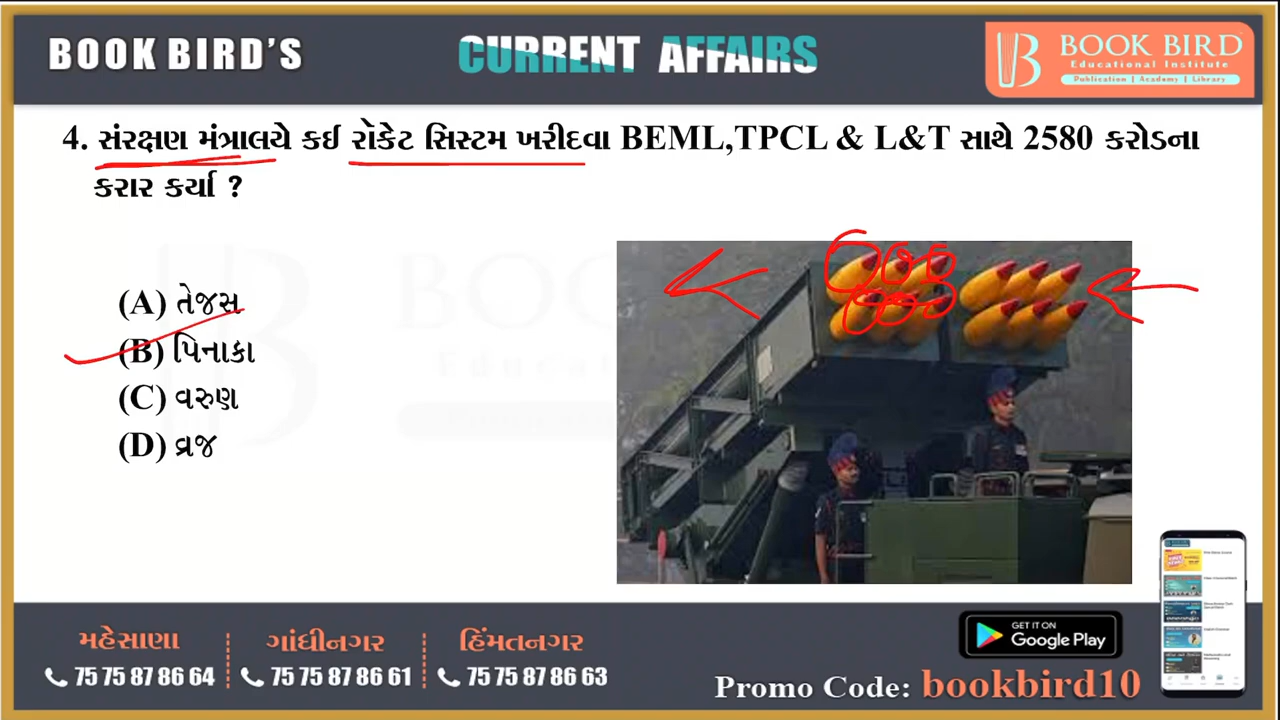 BOOK BIRD'S
CURRENT AFFAIRS
BOOK BIRD
Educational Institute
Publication | Academy | Library
4. સંરક્ષણ મંત્રાલયે કઈ રોકેટ સિસ્ટમ ખરીદવા BEML,TPCL & L&T સાથે 2580 કરોડના
કરાર કર્યા ?
(A) તેજસ
(B) પિનાકા
(C) વરુણ
(D) વ્રજ
મહેસાણા
75 75 87 86 64
ગાંધીનગર
75 75 87 86 61
હિંમતનગર
75 75 87 86 63
GET IT ON
Google Play
Promo Code: bookbird10